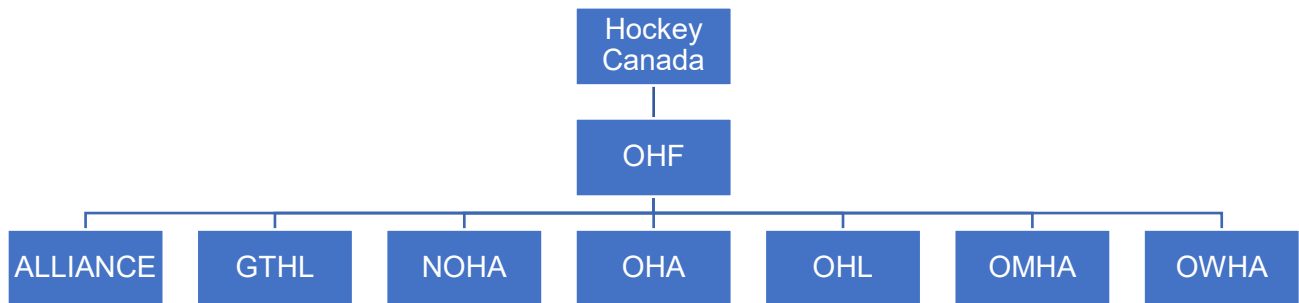 Hockey
Canada
OHF
ALLIANCE
GTHL
NOHA
OHA
OHL
OMHA
OWHA